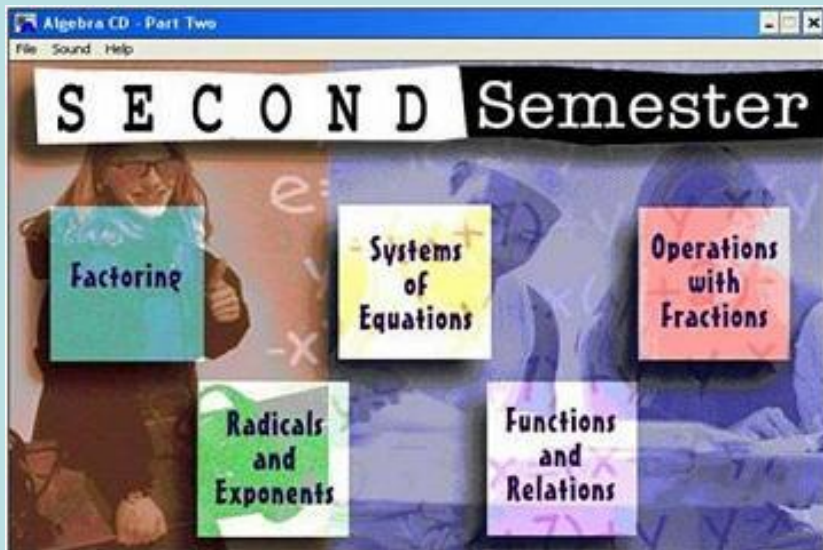 Algebra CD - Part Two
File Sound Help
SECOND Semester
Factoring
Systems
of
Equations
Operations
with
Fractions
Radicals
and
Exponents
Functions
and
Relations